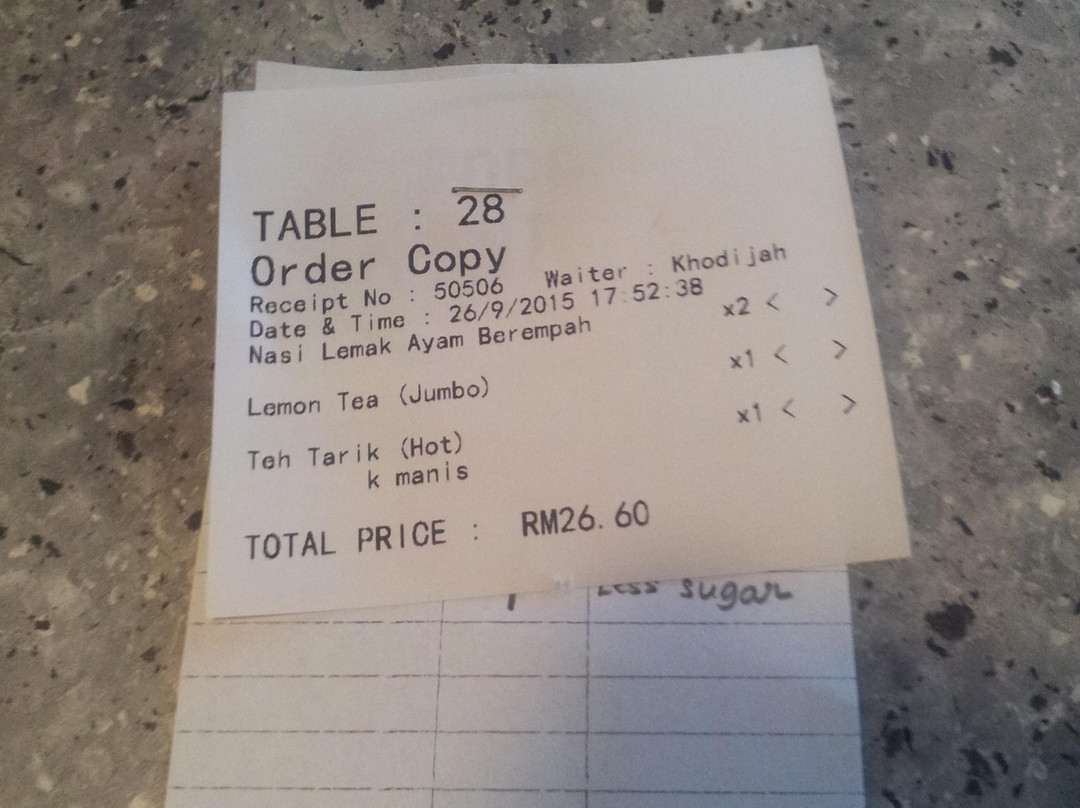 TABLE : 28
Order Copy
Receipt No : 50506 Waiter : Khodijah
Date & Time : 26/9/2015 17:52:38
Nasi Lemak Ayam Berempah x2 < >
Lemon Tea (Jumbo) x1 < >
Teh Tarik (Hot) x1 < >
k manis
TOTAL PRICE : RM26.60
Less sugar